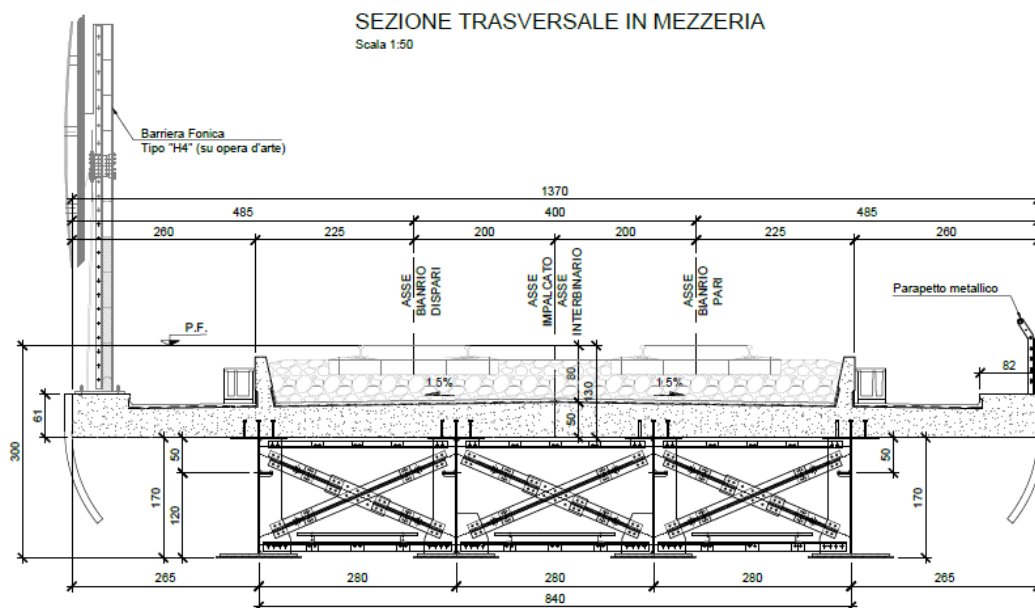 SEZIONE TRASVERSALE IN MEZZERIA
Scala 1:50
Barriera Fonica
Tipo "H4" (su opera d'arte)
1370
485 400 485
260 225 200 200 225 260
ASSE
BIANRIO
DISPARI
ASSE
IMPALCATO
ASSE
INTERBINARIO
ASSE
BIANRIO
PARI
Parapetto metallico
P.F.
82
1.5% 1.5%
80
130
50
61
300
170
50
120
50
170
265 280 280 280 265
840